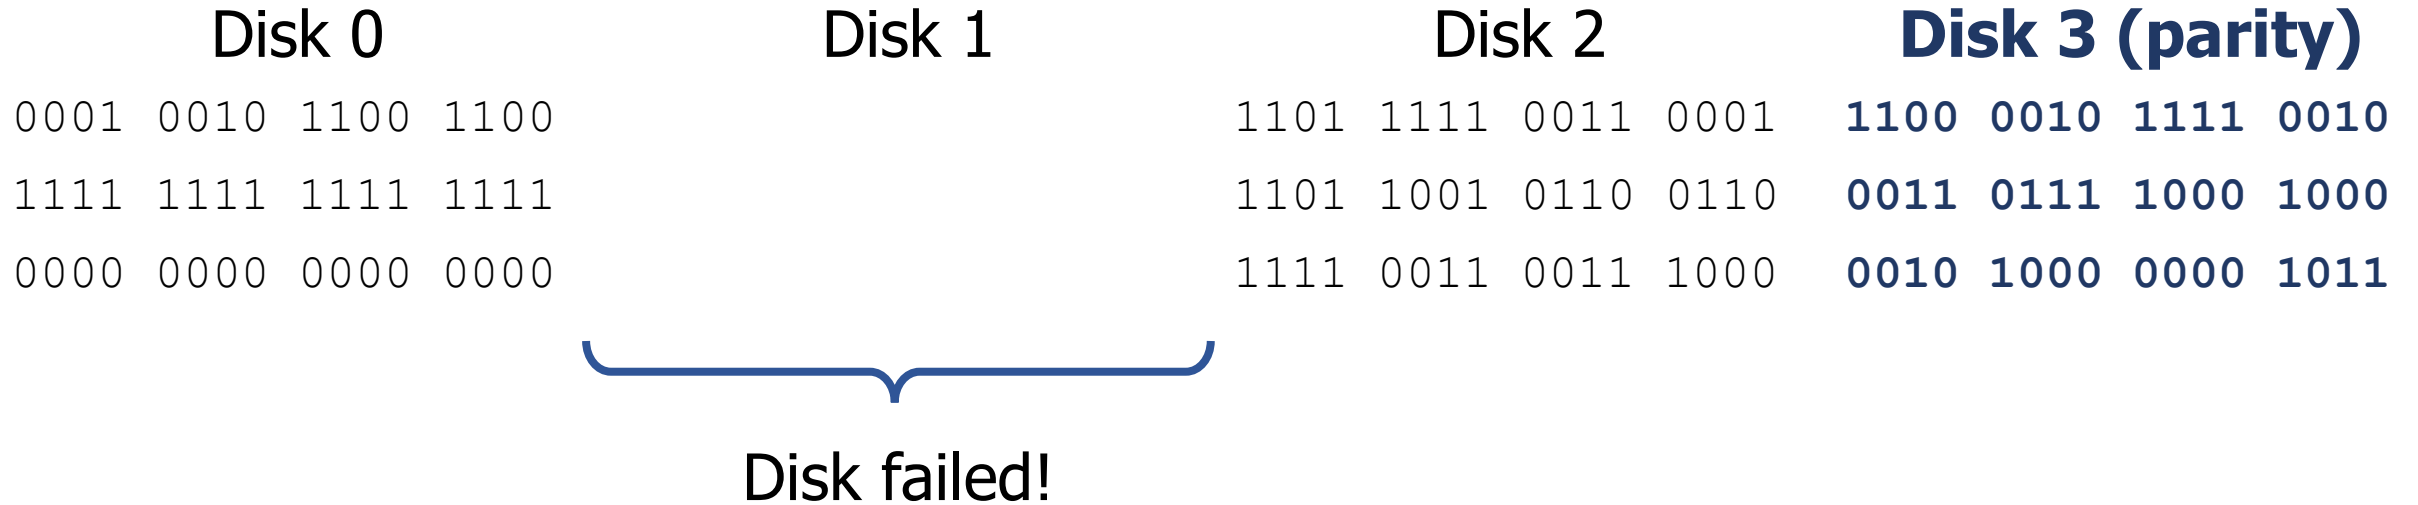 Disk 0 Disk 1 Disk 2 Disk 3 (parity)
0001 0010 1100 1100 1101 1111 0011 0001 1100 0010 1111 0010
1111 1111 1111 1111 1101 1001 0110 0110 0011 0111 1000 1000
0000 0000 0000 0000 1111 0011 0011 1000 0010 1000 0000 1011
Disk failed!